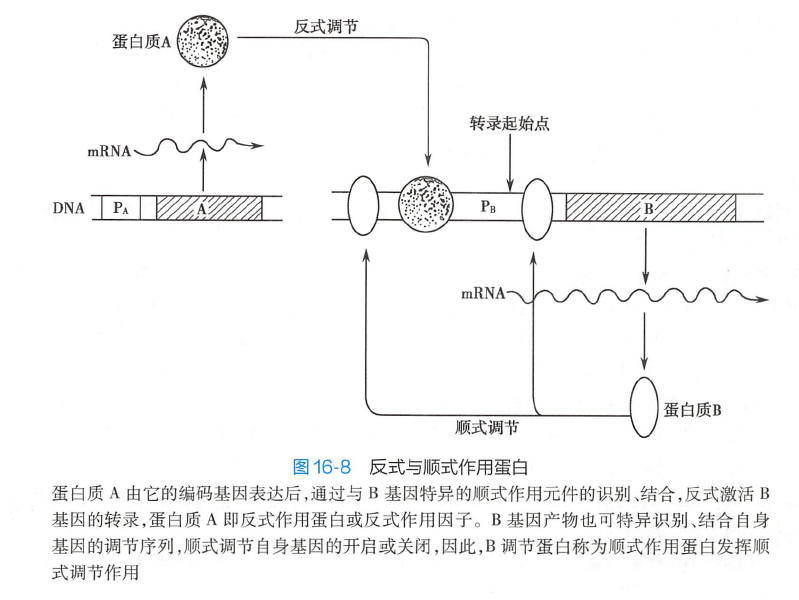 蛋白质A
反式调节
转录起始点
mRNA
DNA
PA
A
PB
B
mRNA
蛋白质B
顺式调节
图16-8 反式与顺式作用蛋白
蛋白质 A 由它的编码基因表达后，通过与 B 基因特异的顺式作用元件的识别、结合，反式激活 B
基因的转录，蛋白质 A 即反式作用蛋白或反式作用因子。B 基因产物也可特异识别、结合自身
基因的调节序列，顺式调节自身基因的开启或关闭，因此，B 调节蛋白称为顺式作用蛋白发挥顺
式调节作用